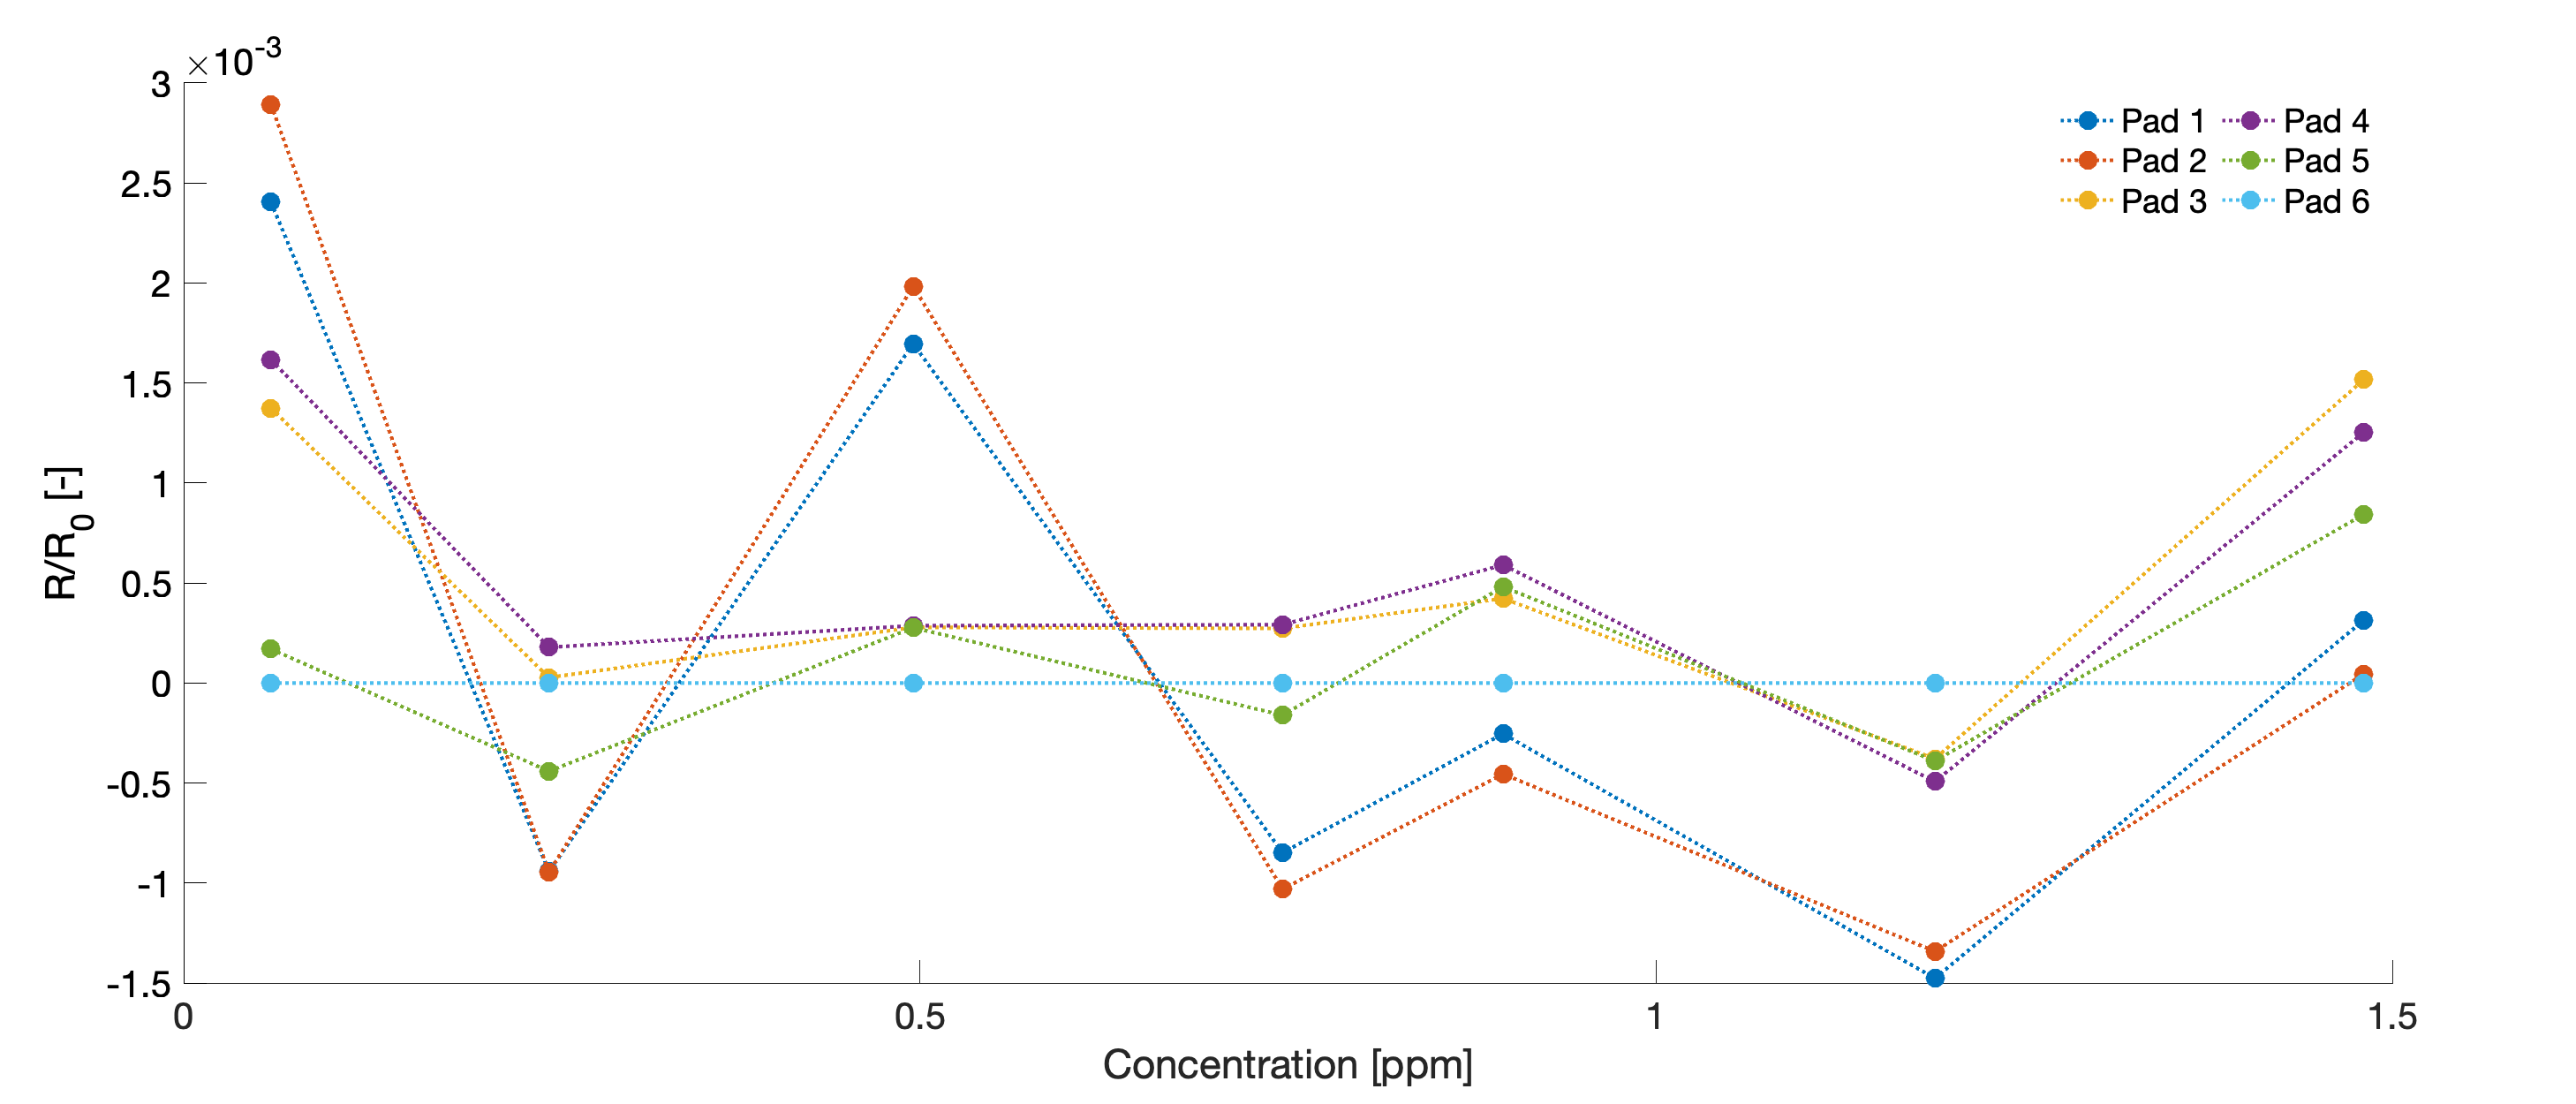 ×10⁻³
3
2.5
2
1.5
1
0.5
0
-0.5
-1
-1.5
R/R₀ [-]
0 0.5 1 1.5
Concentration [ppm]
Pad 1 Pad 4
Pad 2 Pad 5
Pad 3 Pad 6